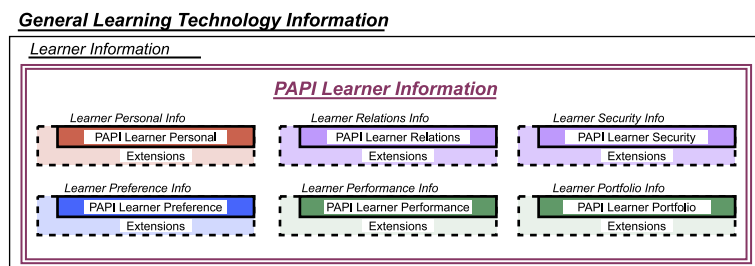 General Learning Technology Information
Learner Information
PAPI Learner Information
Learner Personal Info
PAPI Learner Personal
Extensions
Learner Relations Info
PAPI Learner Relations
Extensions
Learner Security Info
PAPI Learner Security
Extensions
Learner Preference Info
PAPI Learner Preference
Extensions
Learner Performance Info
PAPI Learner Performance
Extensions
Learner Portfolio Info
PAPI Learner Portfolio
Extensions